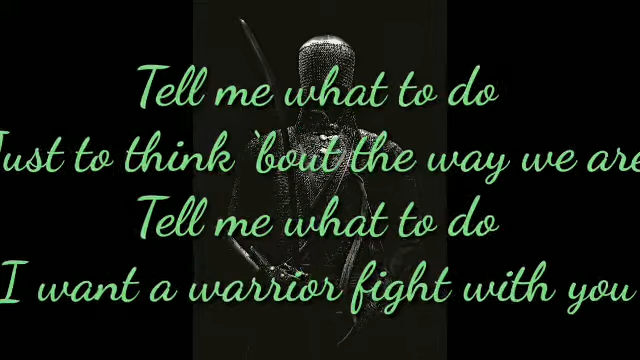 Tell me what to do
Just to think 'bout the way we are
Tell me what to do
I want a warrior fight with you